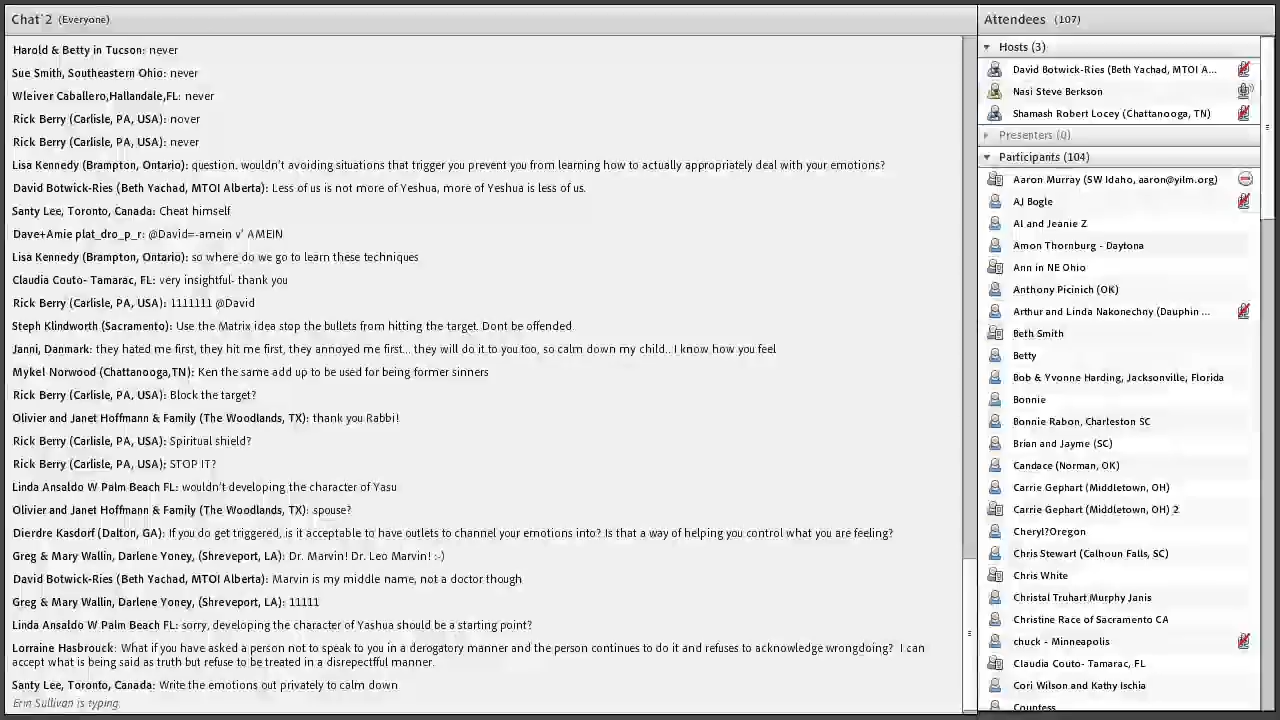 Chat`2 (Everyone)
Harold & Betty in Tucson: never
Sue Smith, Southeastern Ohio: never
Wleiver Caballero,Hallandale,FL: never
Rick Berry (Carlisle, PA, USA): nover
Rick Berry (Carlisle, PA, USA): never
Lisa Kennedy (Brampton, Ontario): question. wouldn't avoiding situations that trigger you prevent you from learning how to actually appropriately deal with your emotions?
David Botwick-Ries (Beth Yachad, MTOI Alberta): Less of us is not more of Yeshua, more of Yeshua is less of us.
Santy Lee, Toronto, Canada: Cheat himself
Dave+Amie plat_dro_p_r: @David=-amein v' AMEIN
Lisa Kennedy (Brampton, Ontario): so where do we go to learn these techniques
Claudia Couto- Tamarac, FL: very insightful- thank you
Rick Berry (Carlisle, PA, USA): 1111111 @David
Steph Klindworth (Sacramento): Use the Matrix idea stop the bullets from hitting the target. Dont be offended
Janni, Danmark: they hated me first, they hit me first, they annoyed me first... they will do it to you too, so calm down my child.. I know how you feel
Mykel Norwood (Chattanooga,TN): Ken the same add up to be used for being former sinners
Rick Berry (Carlisle, PA, USA): Block the target?
Olivier and Janet Hoffmann & Family (The Woodlands, TX): thank you Rabbi!
Rick Berry (Carlisle, PA, USA): Spiritual shield?
Rick Berry (Carlisle, PA, USA): STOP IT?
Linda Ansaldo W Palm Beach FL: wouldn't developing the character of Yasu
Olivier and Janet Hoffmann & Family (The Woodlands, TX): spouse?
Dierdre Kasdorf (Dalton, GA): If you do get triggered, is it acceptable to have outlets to channel your emotions into? Is that a way of helping you control what you are feeling?
Greg & Mary Wallin, Darlene Yoney, (Shreveport, LA): Dr. Marvin! Dr. Leo Marvin! :-)
David Botwick-Ries (Beth Yachad, MTOI Alberta): Marvin is my middle name, not a doctor though
Greg & Mary Wallin, Darlene Yoney, (Shreveport, LA): 11111
Linda Ansaldo W Palm Beach FL: sorry, developing the character of Yashua should be a starting point?
Lorraine Hasbrouck: What if you have asked a person not to speak to you in a derogatory manner and the person continues to do it and refuses to acknowledge wrongdoing? I can
accept what is being said as truth but refuse to be treated in a disrepectfful manner.
Santy Lee, Toronto, Canada: Write the emotions out privately to calm down
Erin Sullivan is typing.
Attendees (107)
Hosts (3)
David Botwick-Ries (Beth Yachad, MTOI A...
Nasi Steve Berkson
Shamash Robert Locey (Chattanooga, TN)
Presenters (0)
Participants (104)
Aaron Murray (SW Idaho, aaron@yilm.org)
AJ Bogle
Al and Jeanie Z
Amon Thornburg - Daytona
Ann in NE Ohio
Anthony Picinich (OK)
Arthur and Linda Nakonechny (Dauphin ...
Beth Smith
Betty
Bob & Yvonne Harding, Jacksonville, Florida
Bonnie
Bonnie Rabon, Charleston SC
Brian and Jayme (SC)
Candace (Norman, OK)
Carrie Gephart (Middletown, OH)
Carrie Gephart (Middletown, OH) 2
Cheryl?Oregon
Chris Stewart (Calhoun Falls, SC)
Chris White
Christal Truhart Murphy Janis
Christine Race of Sacramento CA
chuck - Minneapolis
Claudia Couto- Tamarac, FL
Cori Wilson and Kathy Ischia
Countess